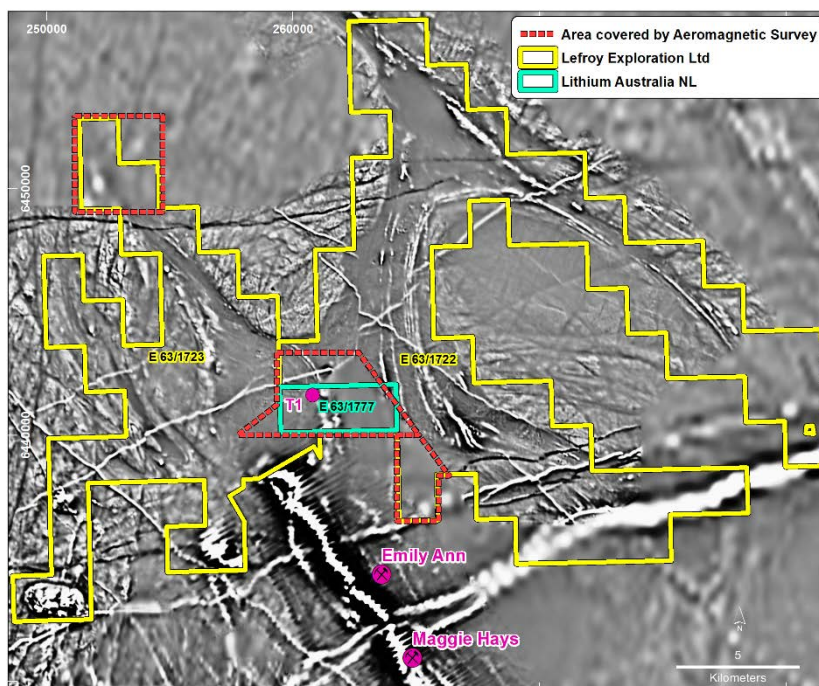 250000
260000
Area covered by Aeromagnetic Survey
Lefroy Exploration Ltd
Lithium Australia NL
6450000
E 63/1723
E 63/1722
T1
E 63/1777
6440000
Emily Ann
Maggie Hays
N
5
Kilometers